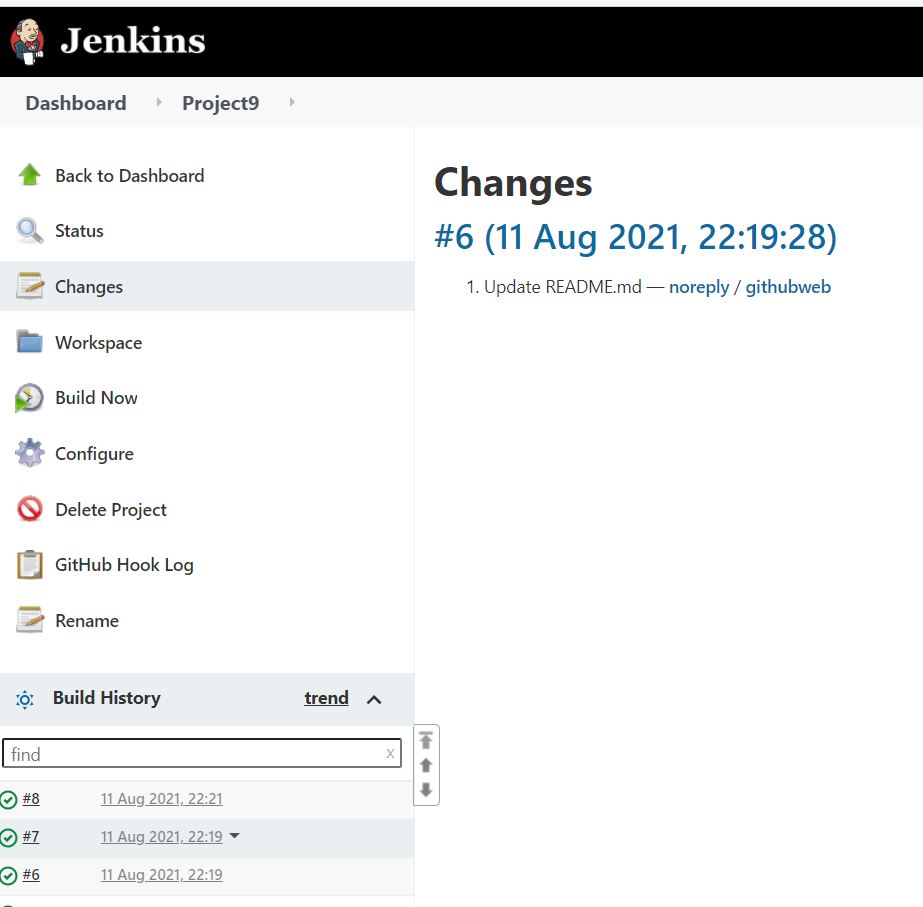 Jenkins
Dashboard Project9
Back to Dashboard
Status
Changes
Workspace
Build Now
Configure
Delete Project
GitHub Hook Log
Rename
Build History trend
find x
#8 11 Aug 2021, 22:21
#7 11 Aug 2021, 22:19
#6 11 Aug 2021, 22:19
Changes
#6 (11 Aug 2021, 22:19:28)
1. Update README.md — noreply / githubweb